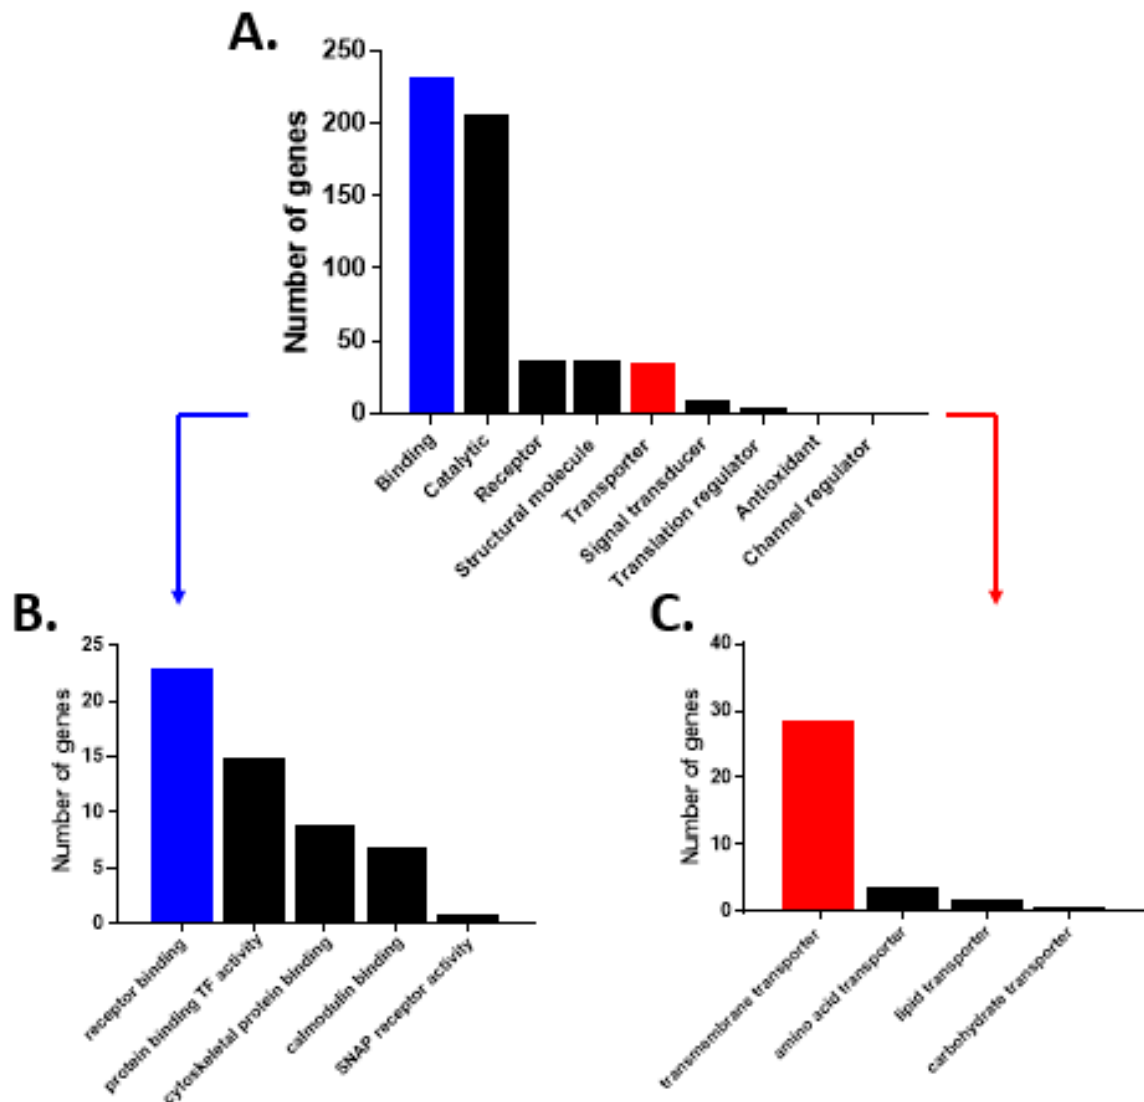 A.
Number of genes
250
200
150
100
50
0
Binding
Catalytic
Receptor
Structural molecule
Transporter
Signal transducer
Translation regulator
Antioxidant
Channel regulator
B.
Number of genes
25
20
15
10
5
0
receptor binding
protein binding TF activity
cytoskeletal protein binding
calmodulin binding
SNAP receptor activity
C.
Number of genes
40
30
20
10
0
transmembrane transporter
amino acid transporter
lipid transporter
carbohydrate transporter